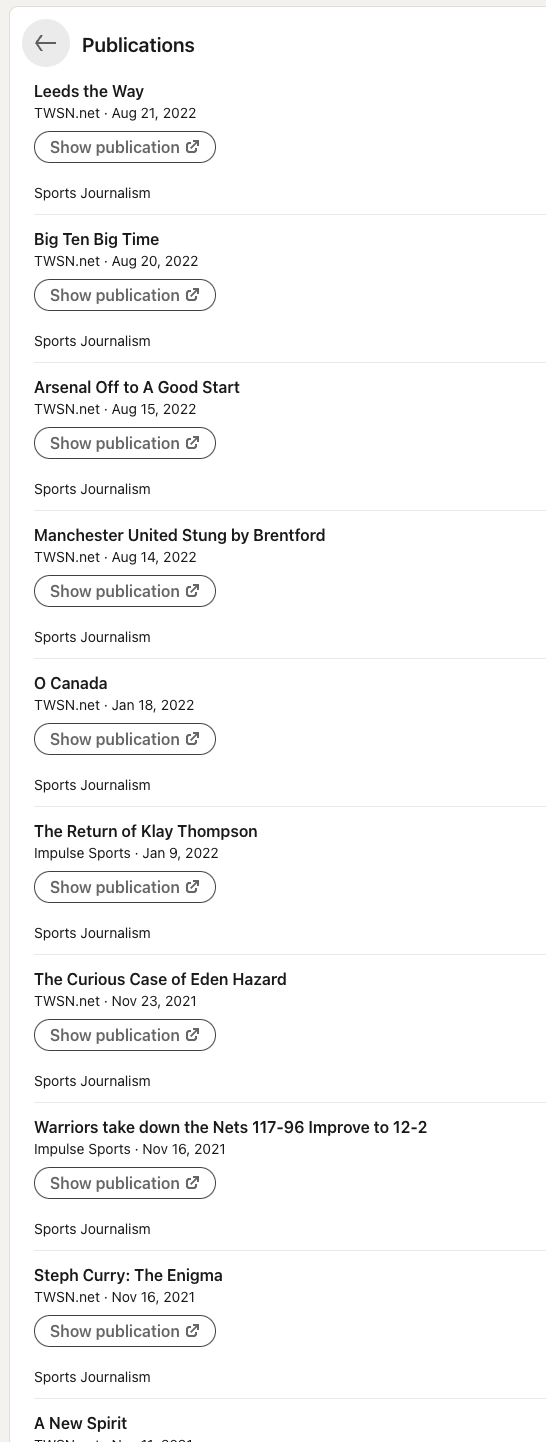 Publications
Leeds the Way
TWSN.net · Aug 21, 2022
Show publication
Sports Journalism
Big Ten Big Time
TWSN.net · Aug 20, 2022
Show publication
Sports Journalism
Arsenal Off to A Good Start
TWSN.net · Aug 15, 2022
Show publication
Sports Journalism
Manchester United Stung by Brentford
TWSN.net · Aug 14, 2022
Show publication
Sports Journalism
O Canada
TWSN.net · Jan 18, 2022
Show publication
Sports Journalism
The Return of Klay Thompson
Impulse Sports · Jan 9, 2022
Show publication
Sports Journalism
The Curious Case of Eden Hazard
TWSN.net · Nov 23, 2021
Show publication
Sports Journalism
Warriors take down the Nets 117-96 Improve to 12-2
Impulse Sports · Nov 16, 2021
Show publication
Sports Journalism
Steph Curry: The Enigma
TWSN.net · Nov 16, 2021
Show publication
Sports Journalism
A New Spirit